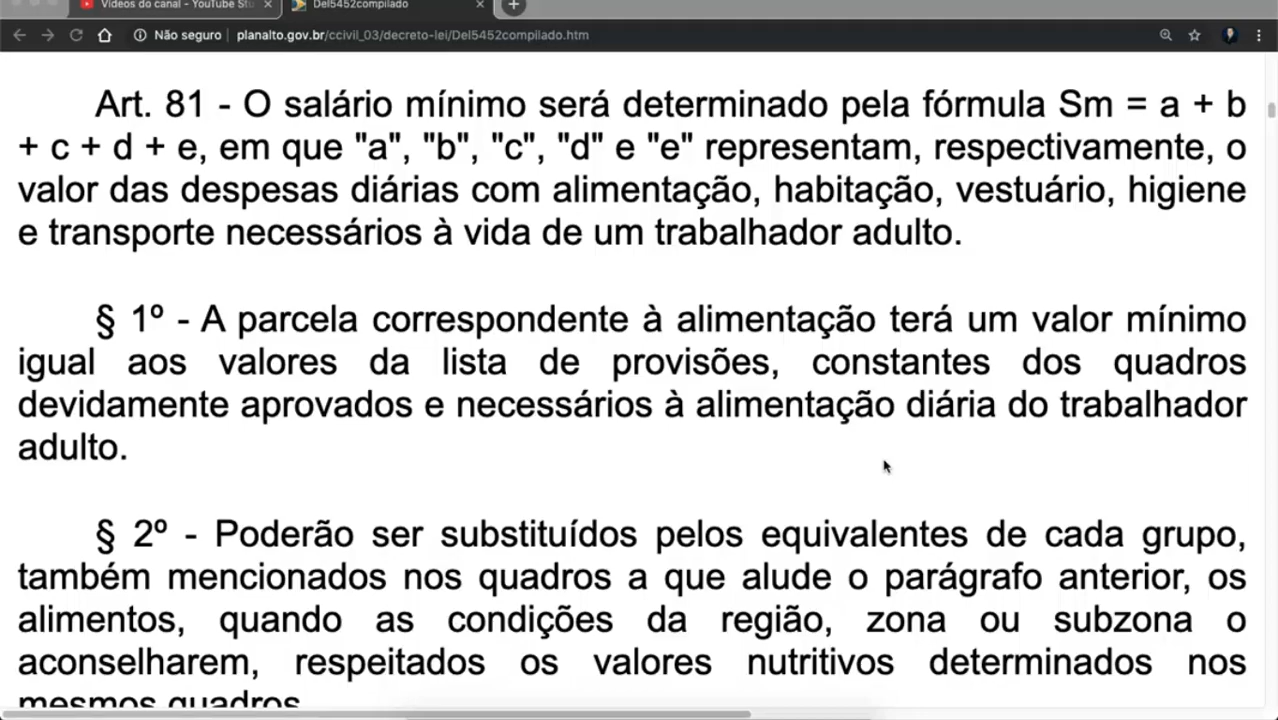 Vídeos do canal - YouTube Stu
Del5452compilado
Não seguro | planalto.gov.br/ccivil_03/decreto-lei/Del5452compilado.htm
Art. 81 - O salário mínimo será determinado pela fórmula Sm = a + b
+ c + d + e, em que "a", "b", "c", "d" e "e" representam, respectivamente, o
valor das despesas diárias com alimentação, habitação, vestuário, higiene
e transporte necessários à vida de um trabalhador adulto.
§ 1º - A parcela correspondente à alimentação terá um valor mínimo
igual aos valores da lista de provisões, constantes dos quadros
devidamente aprovados e necessários à alimentação diária do trabalhador
adulto.
§ 2º - Poderão ser substituídos pelos equivalentes de cada grupo,
também mencionados nos quadros a que alude o parágrafo anterior, os
alimentos, quando as condições da região, zona ou subzona o
aconselharem, respeitados os valores nutritivos determinados nos
mesmos quadros.